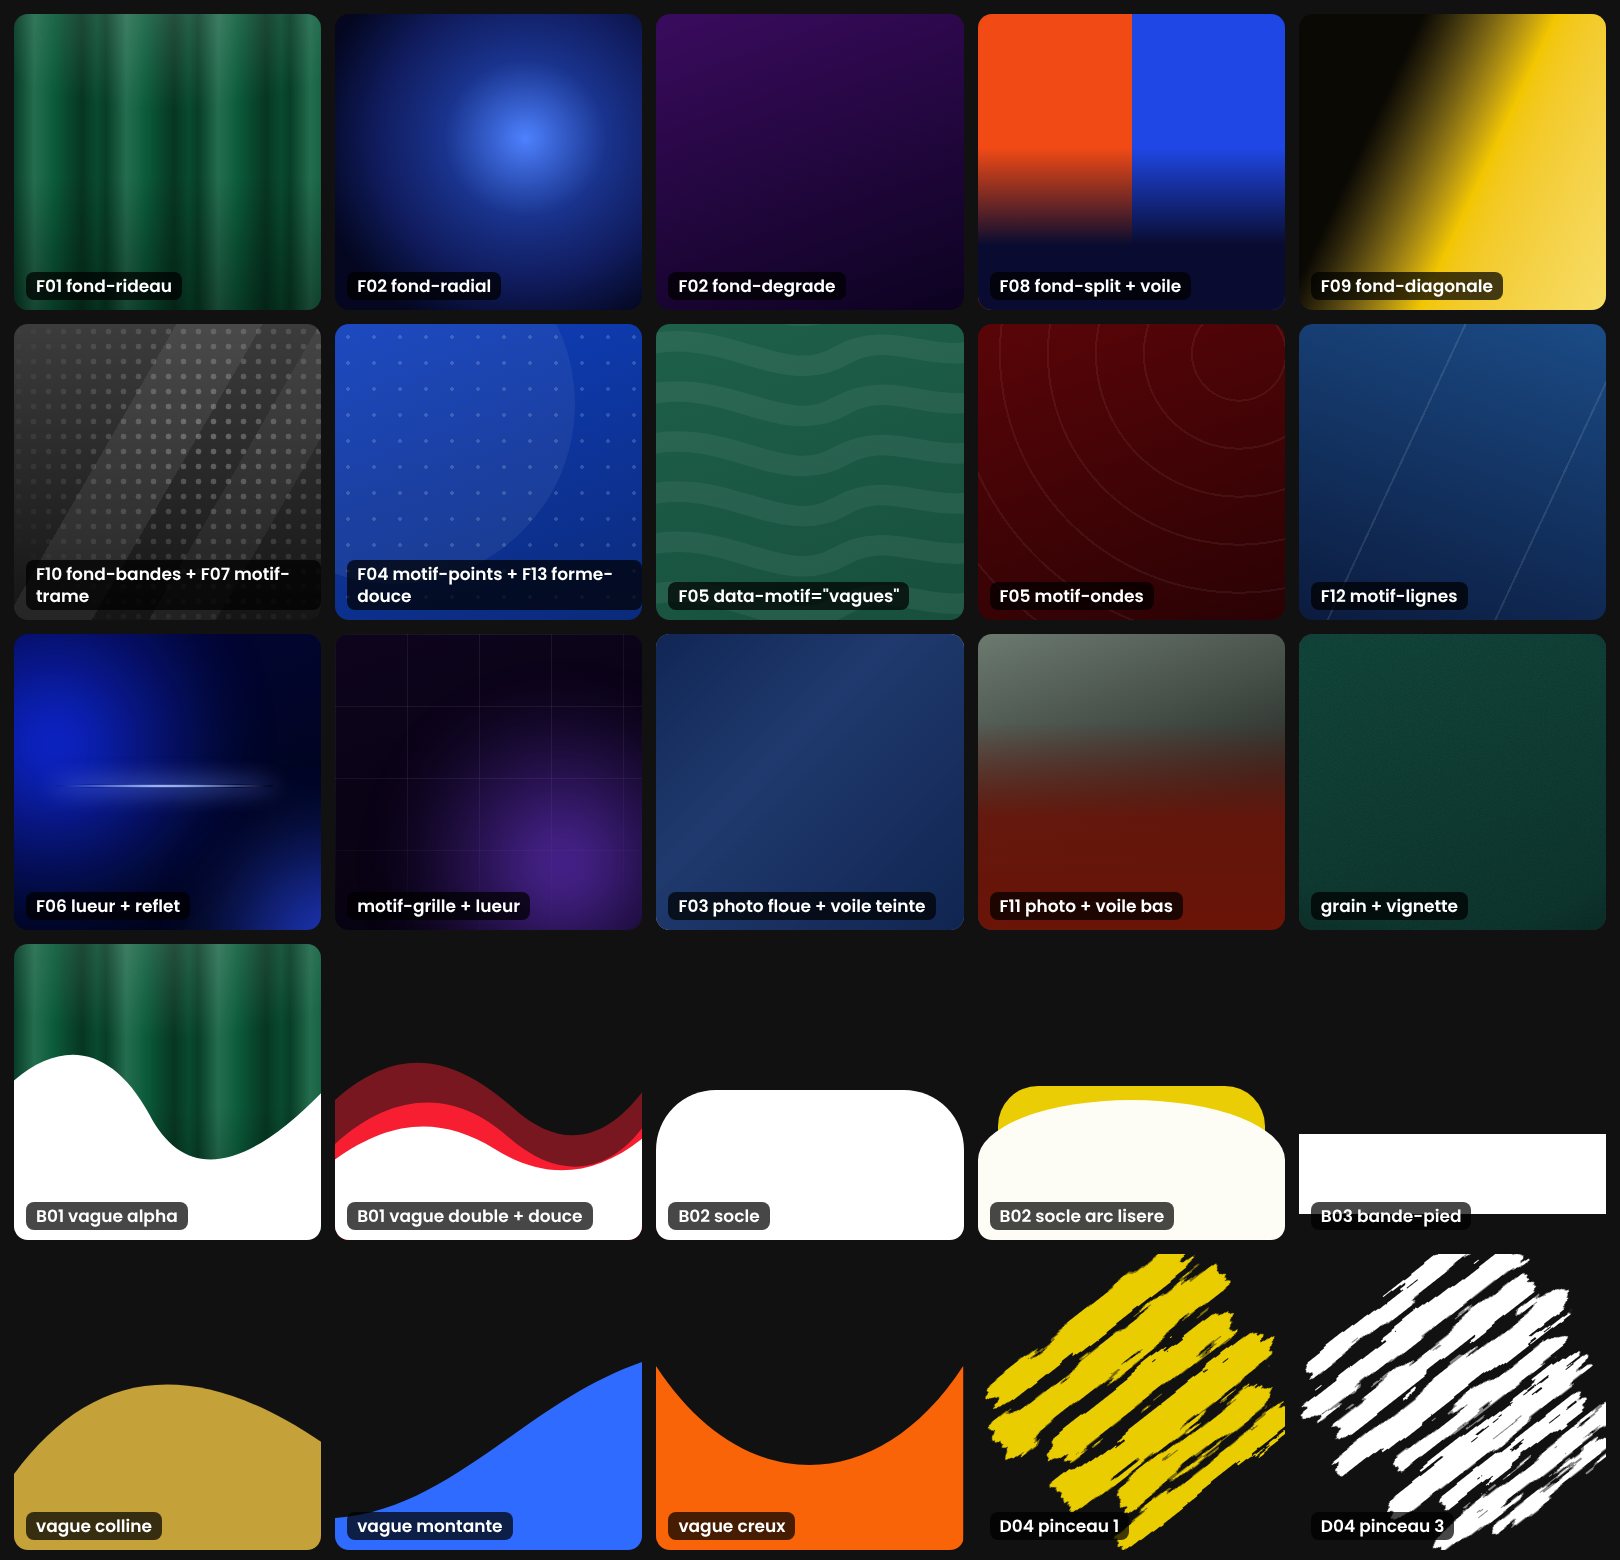 F01 fond-rideau
F02 fond-radial
F02 fond-degrade
F08 fond-split + voile
F09 fond-diagonale
F10 fond-bandes + F07 motif-
trame
F04 motif-points + F13 forme-
douce
F05 data-motif="vagues"
F05 motif-ondes
F12 motif-lignes
F06 lueur + reflet
motif-grille + lueur
F03 photo floue + voile teinte
F11 photo + voile bas
grain + vignette
B01 vague alpha
B01 vague double + douce
B02 socle
B02 socle arc lisere
B03 bande-pied
vague colline
vague montante
vague creux
D04 pinceau 1
D04 pinceau 3